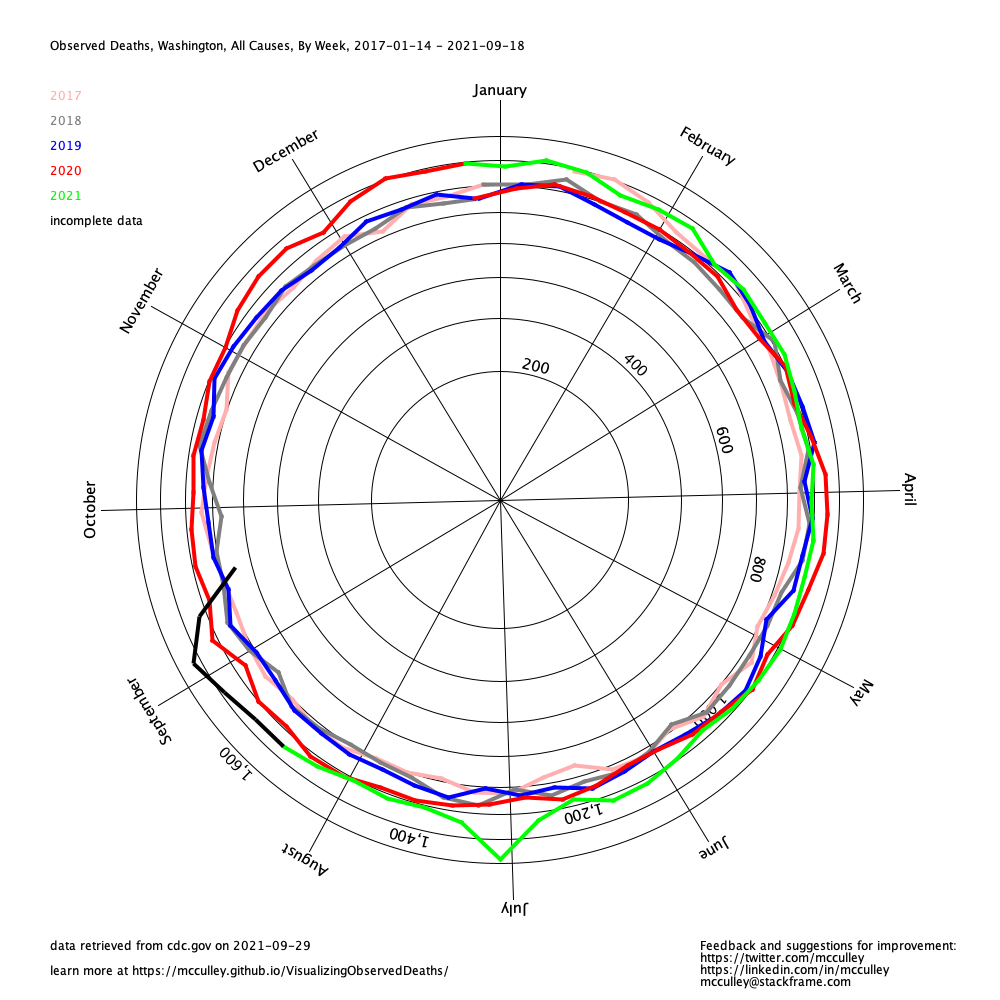 Observed Deaths, Washington, All Causes, By Week, 2017-01-14 - 2021-09-18
2017
2018
2019
2020
2021
incomplete data
January
February
March
April
May
June
July
August
September
October
November
December
200
400
600
800
1,200
1,400
1,600
data retrieved from cdc.gov on 2021-09-29
learn more at https://mcculley.github.io/VisualizingObservedDeaths/
Feedback and suggestions for improvement:
https://twitter.com/mcculley
https://linkedin.com/in/mcculley
mcculley@stackframe.com